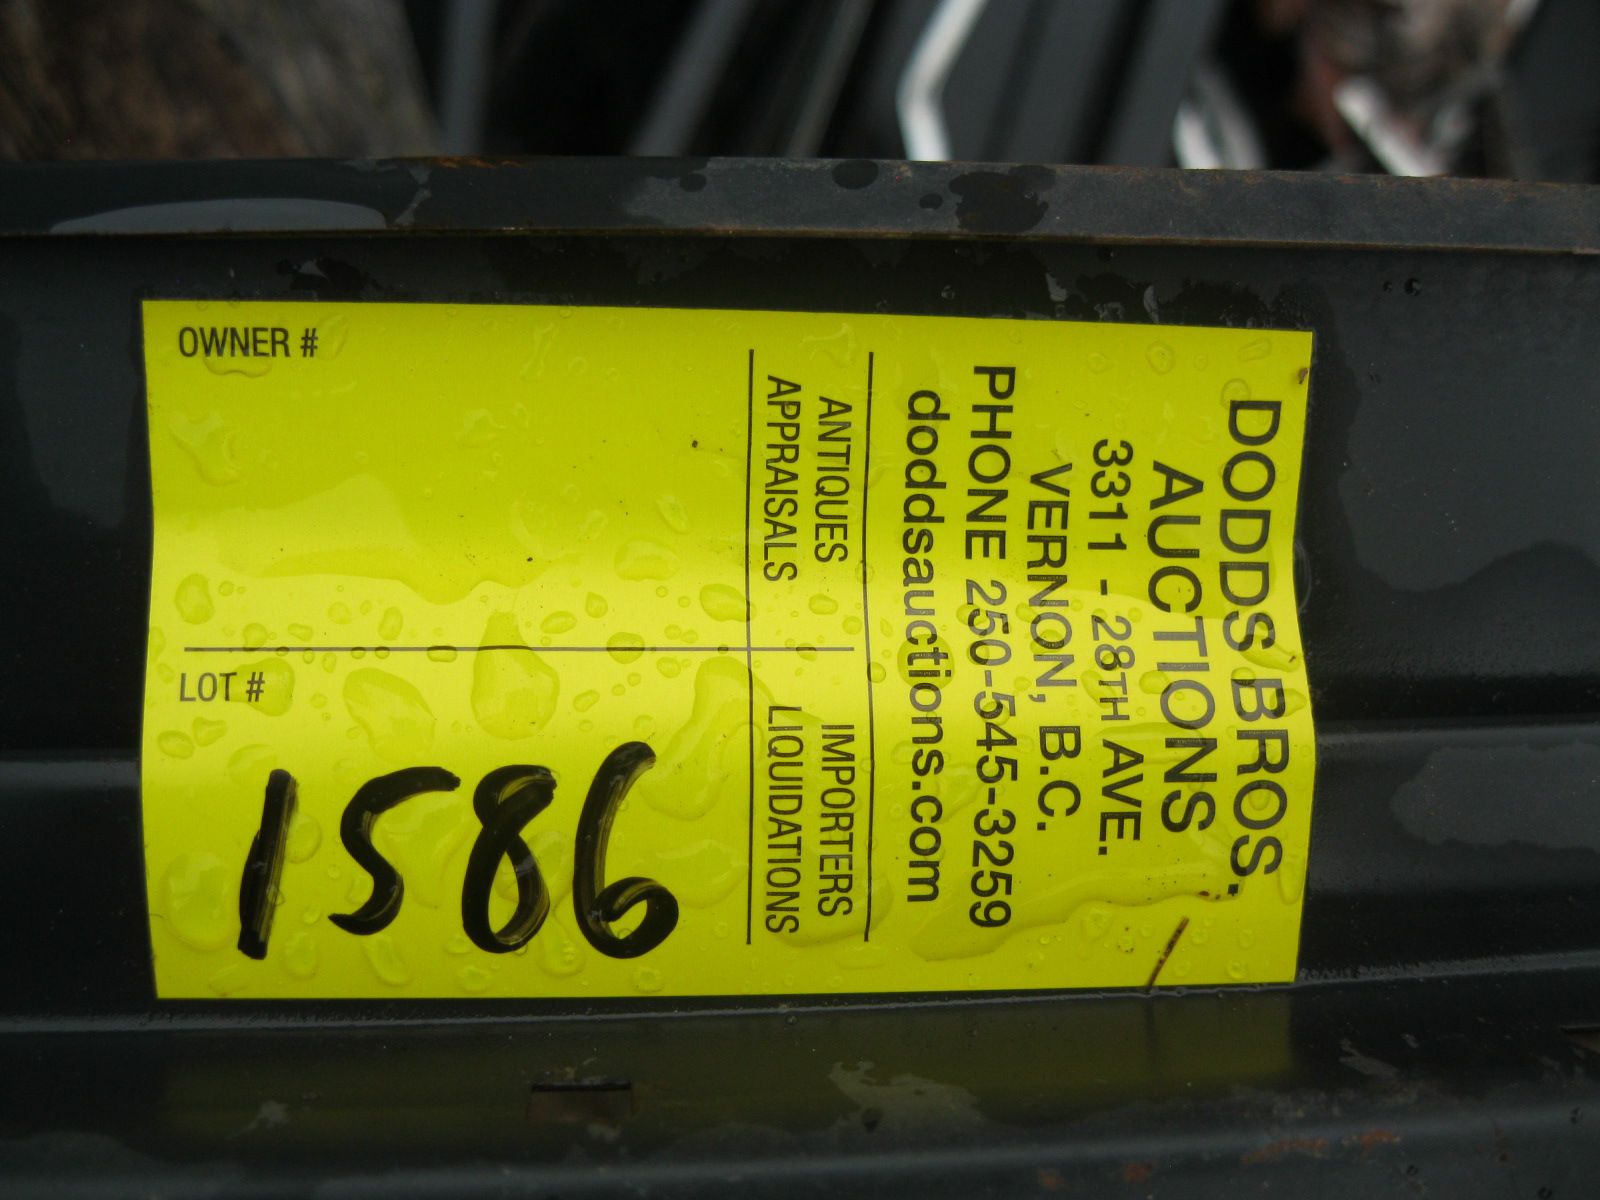 DODDS BROS.
AUCTIONS
3311 - 28TH AVE.
VERNON, B.C.
PHONE 250-545-3259
doddsauctions.com
ANTIQUES IMPORTERS
APPRAISALS LIQUIDATIONS
OWNER #
LOT #
1586